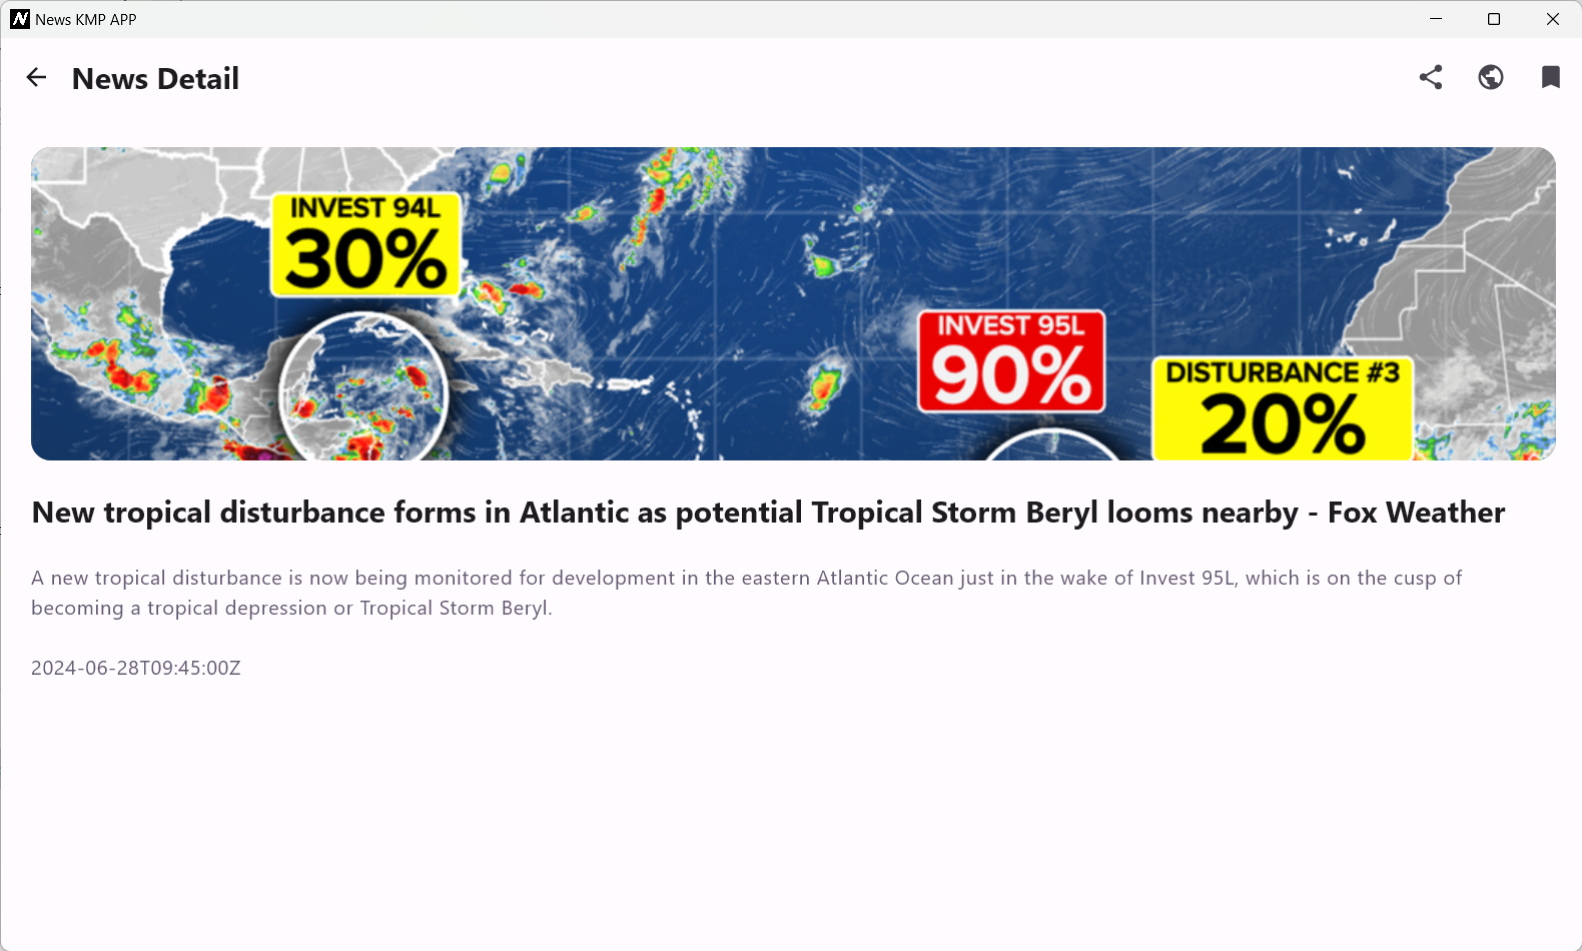 News KMP APP
News Detail
INVEST 94L
30%
INVEST 95L
90%
DISTURBANCE #3
20%
New tropical disturbance forms in Atlantic as potential Tropical Storm Beryl looms nearby - Fox Weather
A new tropical disturbance is now being monitored for development in the eastern Atlantic Ocean just in the wake of Invest 95L, which is on the cusp of
becoming a tropical depression or Tropical Storm Beryl.
2024-06-28T09:45:00Z